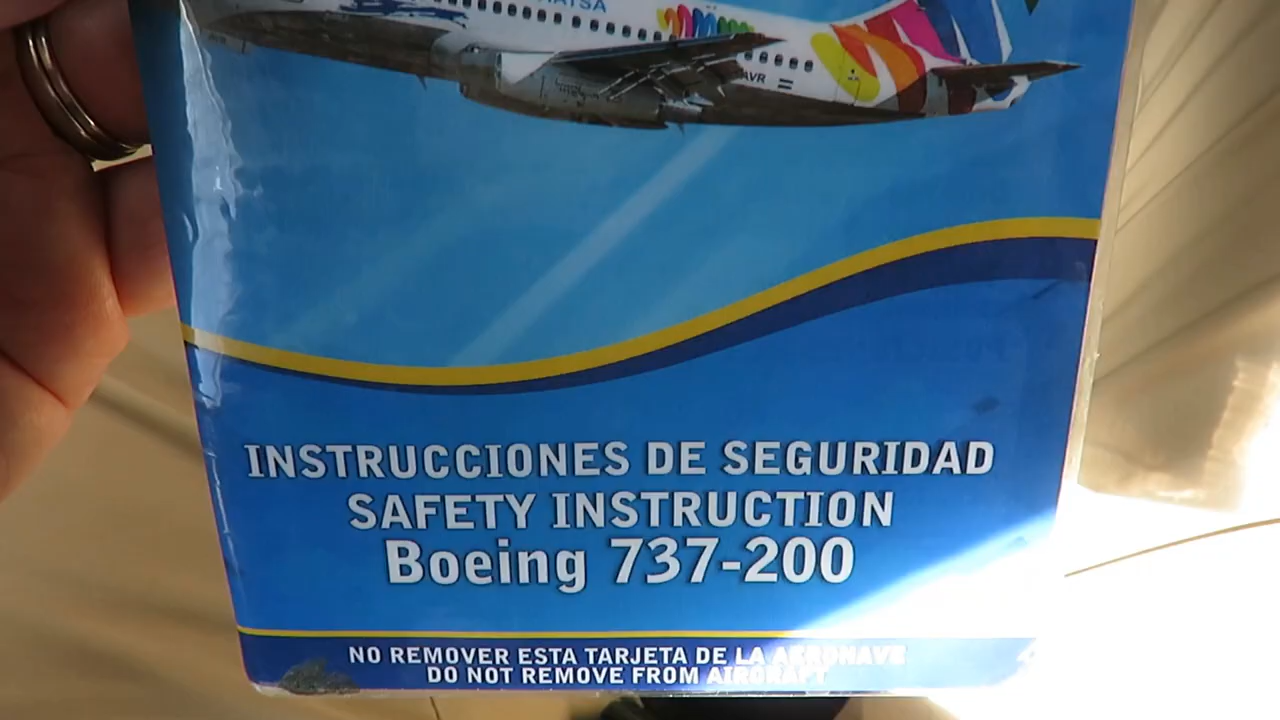 AVR
INSTRUCCIONES DE SEGURIDAD
SAFETY INSTRUCTION
Boeing 737-200
NO REMOVER ESTA TARJETA DE LA AERONAVE
DO NOT REMOVE FROM AIRCRAFT